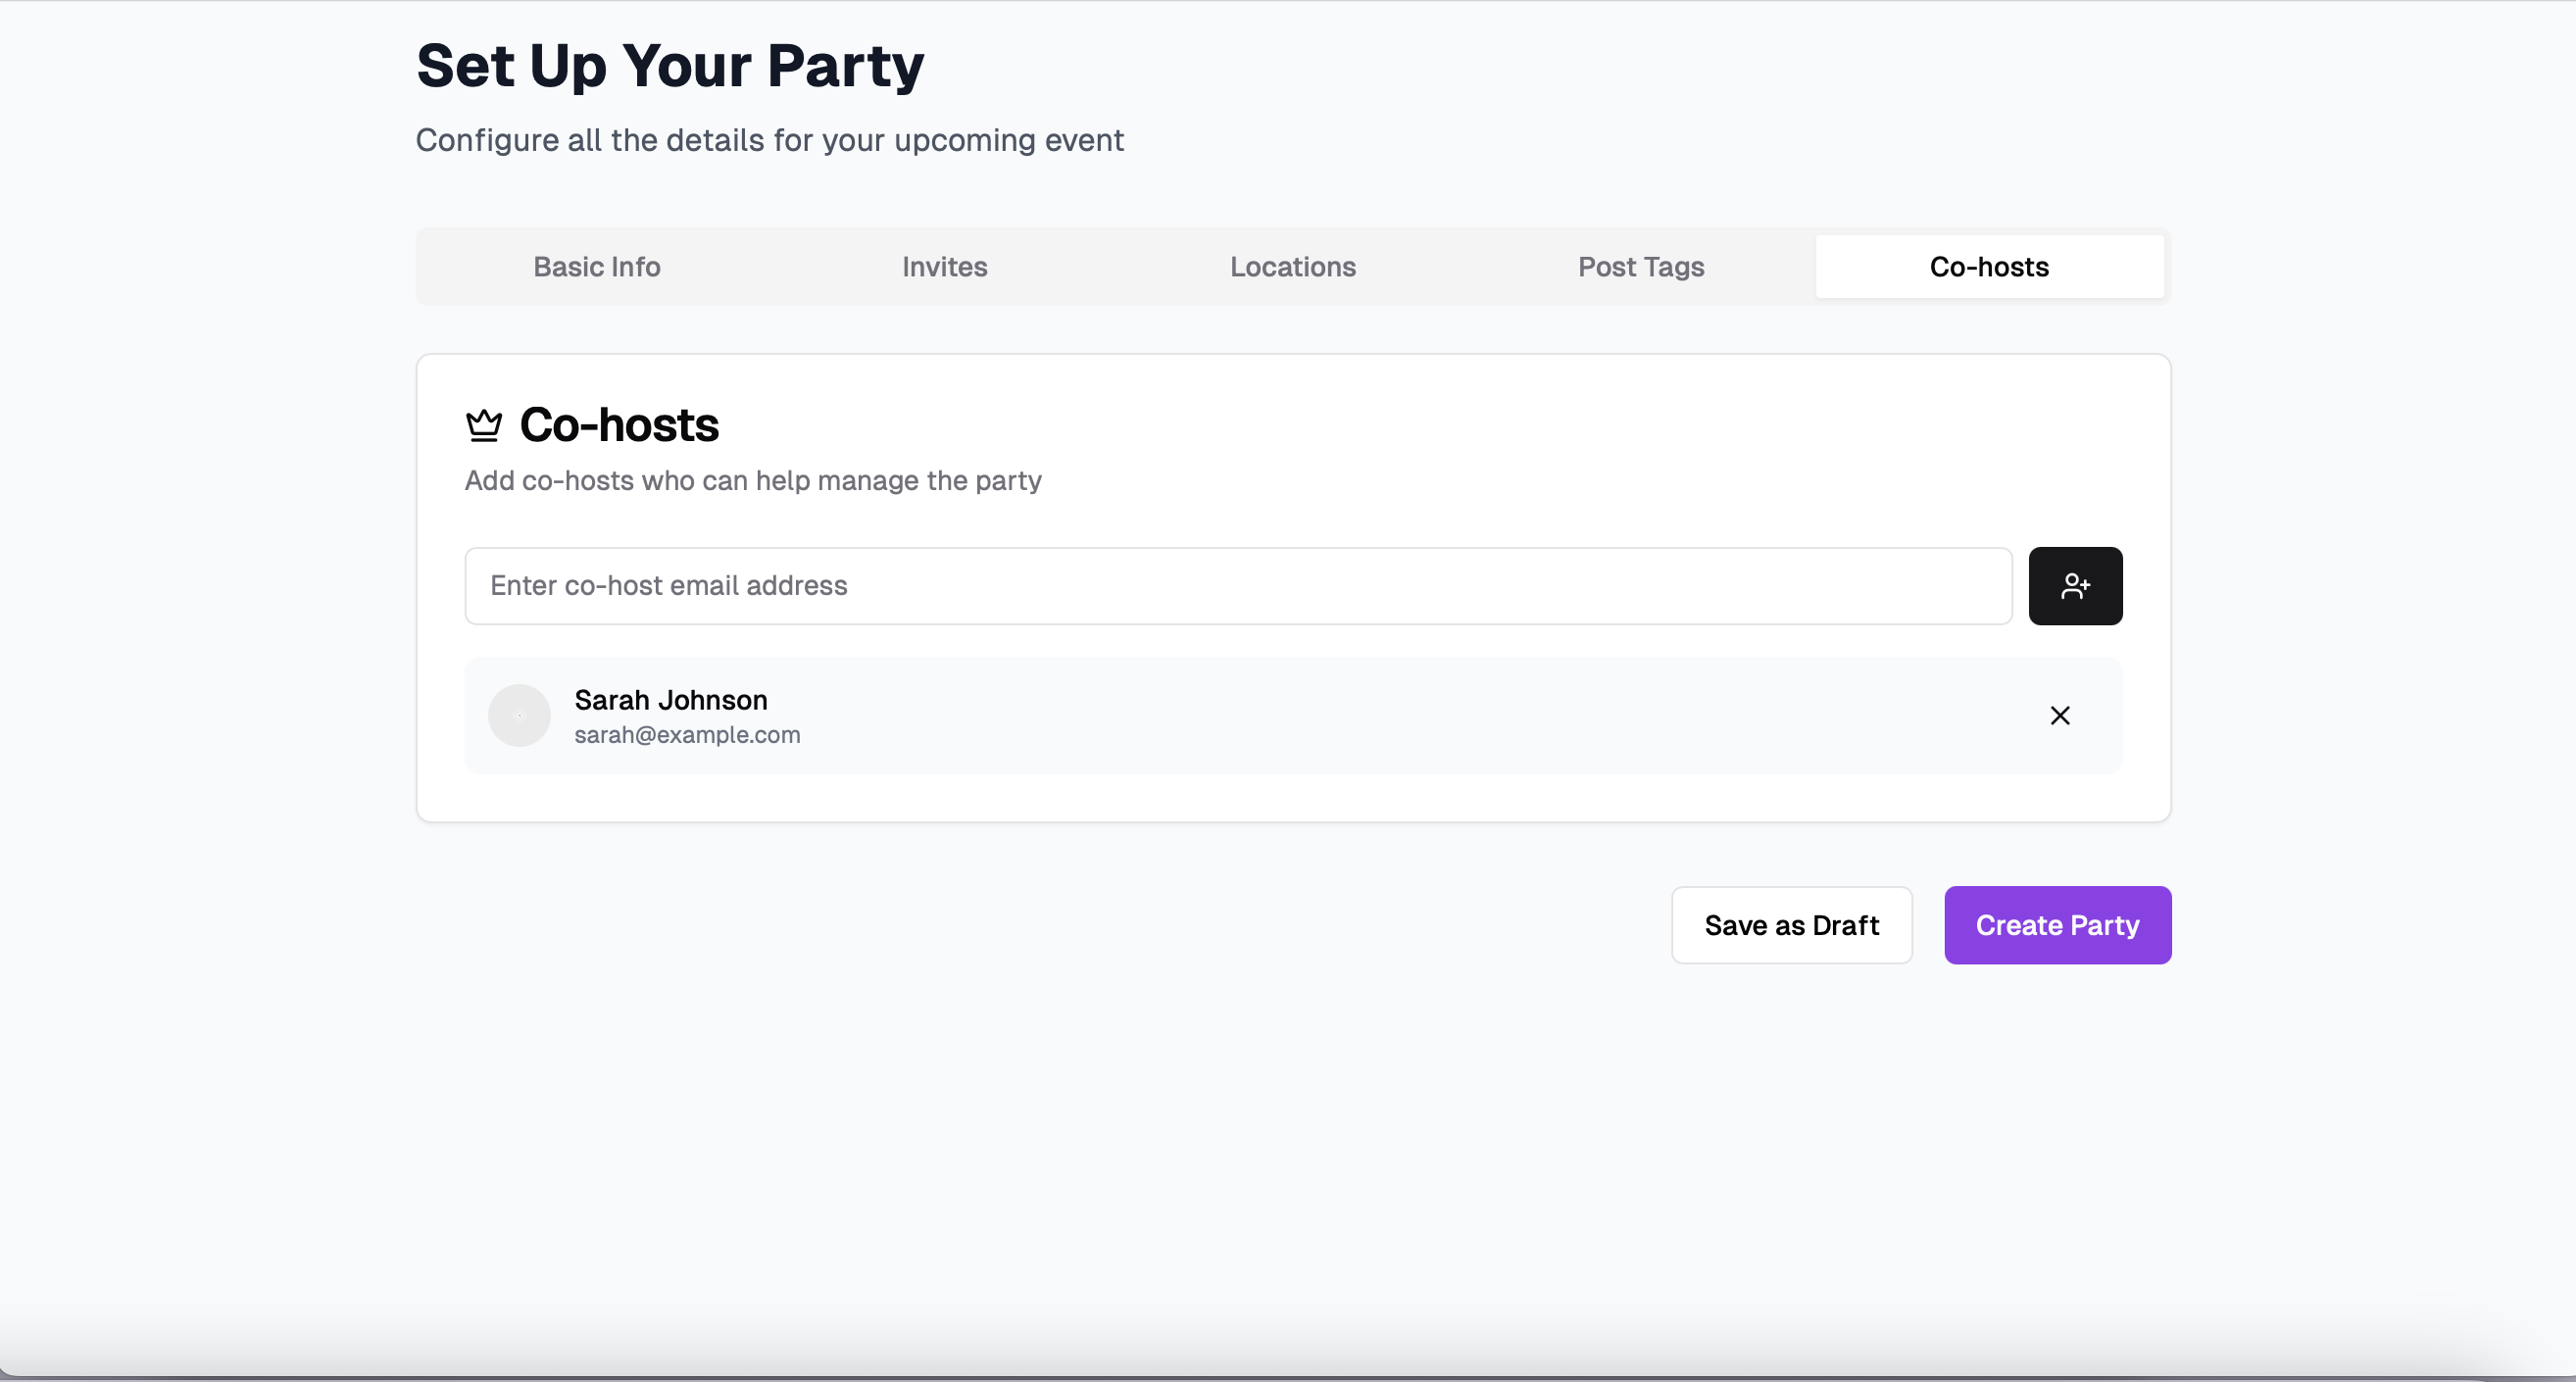 Set Up Your Party
Configure all the details for your upcoming event
Basic Info
Invites
Locations
Post Tags
Co-hosts
Co-hosts
Add co-hosts who can help manage the party
Enter co-host email address
Sarah Johnson
sarah@example.com
Save as Draft
Create Party